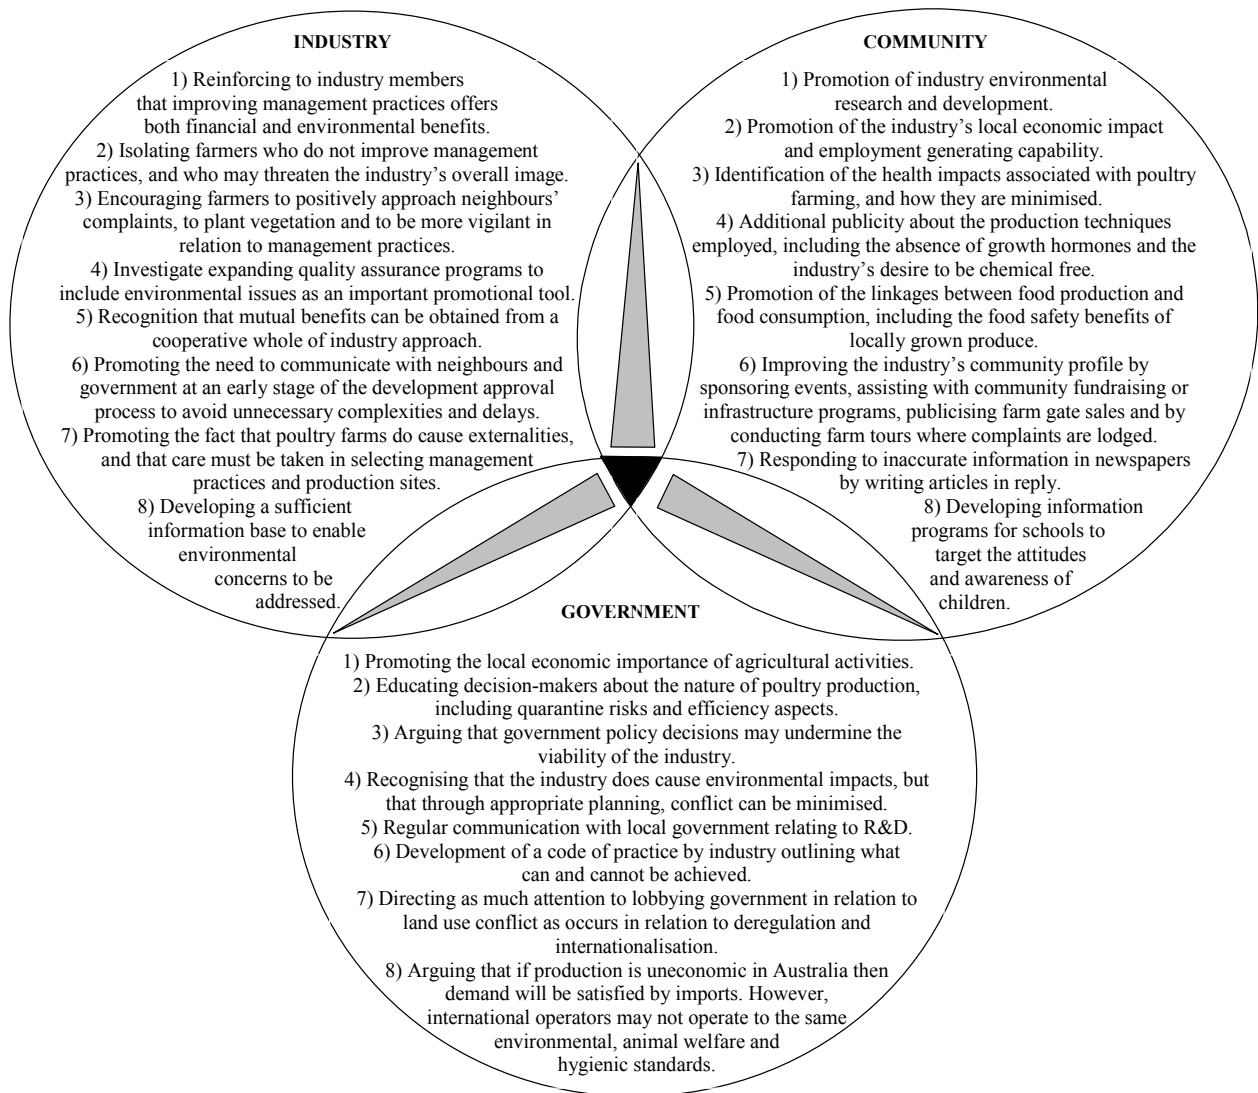 INDUSTRY
1) Reinforcing to industry members
that improving management practices offers
both financial and environmental benefits.
2) Isolating farmers who do not improve management
practices, and who may threaten the industry’s overall image.
3) Encouraging farmers to positively approach neighbours’
complaints, to plant vegetation and to be more vigilant in
relation to management practices.
4) Investigate expanding quality assurance programs to
include environmental issues as an important promotional tool.
5) Recognition that mutual benefits can be obtained from a
cooperative whole of industry approach.
6) Promoting the need to communicate with neighbours and
government at an early stage of the development approval
process to avoid unnecessary complexities and delays.
7) Promoting the fact that poultry farms do cause externalities,
and that care must be taken in selecting management
practices and production sites.
8) Developing a sufficient
information base to enable
environmental
concerns to be
addressed.
COMMUNITY
1) Promotion of industry environmental
research and development.
2) Promotion of the industry’s local economic impact
and employment generating capability.
3) Identification of the health impacts associated with poultry
farming, and how they are minimised.
4) Additional publicity about the production techniques
employed, including the absence of growth hormones and the
industry’s desire to be chemical free.
5) Promotion of the linkages between food production and
food consumption, including the food safety benefits of
locally grown produce.
6) Improving the industry’s community profile by
sponsoring events, assisting with community fundraising or
infrastructure programs, publicising farm gate sales and by
conducting farm tours where complaints are lodged.
7) Responding to inaccurate information in newspapers
by writing articles in reply.
8) Developing information
programs for schools to
target the attitudes
and awareness of
children.
GOVERNMENT
1) Promoting the local economic importance of agricultural activities.
2) Educating decision-makers about the nature of poultry production,
including quarantine risks and efficiency aspects.
3) Arguing that government policy decisions may undermine the
viability of the industry.
4) Recognising that the industry does cause environmental impacts, but
that through appropriate planning, conflict can be minimised.
5) Regular communication with local government relating to R&D.
6) Development of a code of practice by industry outlining what
can and cannot be achieved.
7) Directing as much attention to lobbying government in relation to
land use conflict as occurs in relation to deregulation and
internationalisation.
8) Arguing that if production is uneconomic in Australia then
demand will be satisfied by imports. However,
international operators may not operate to the same
environmental, animal welfare and
hygienic standards.